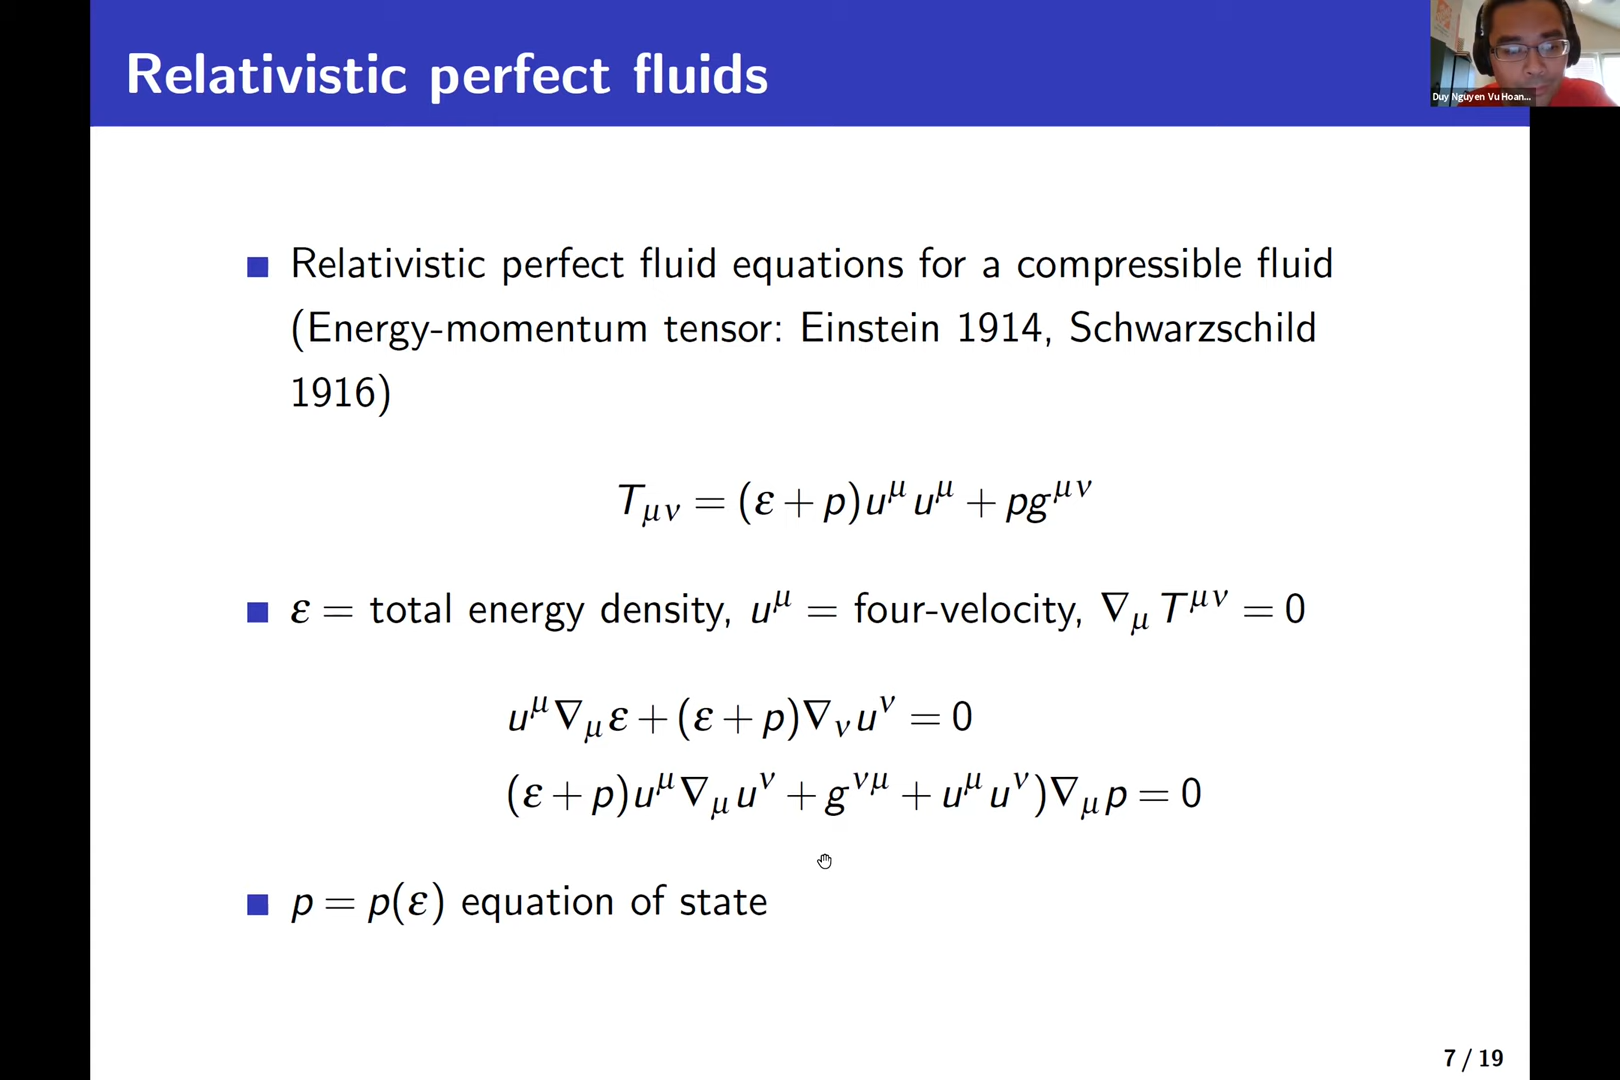 Relativistic perfect fluids
Duy Nguyen Vu Hoan...
Relativistic perfect fluid equations for a compressible fluid
(Energy-momentum tensor: Einstein 1914, Schwarzschild
1916)
T_{μν} = (ε + p)u^μ u^μ + pg^{μν}
ε = total energy density, u^μ = four-velocity, ∇_μ T^{μν} = 0
u^μ∇_μ ε + (ε + p)∇_ν u^ν = 0
(ε + p)u^μ∇_μ u^ν + g^{νμ} + u^μ u^ν)∇_μ p = 0
p = p(ε) equation of state
7 / 19